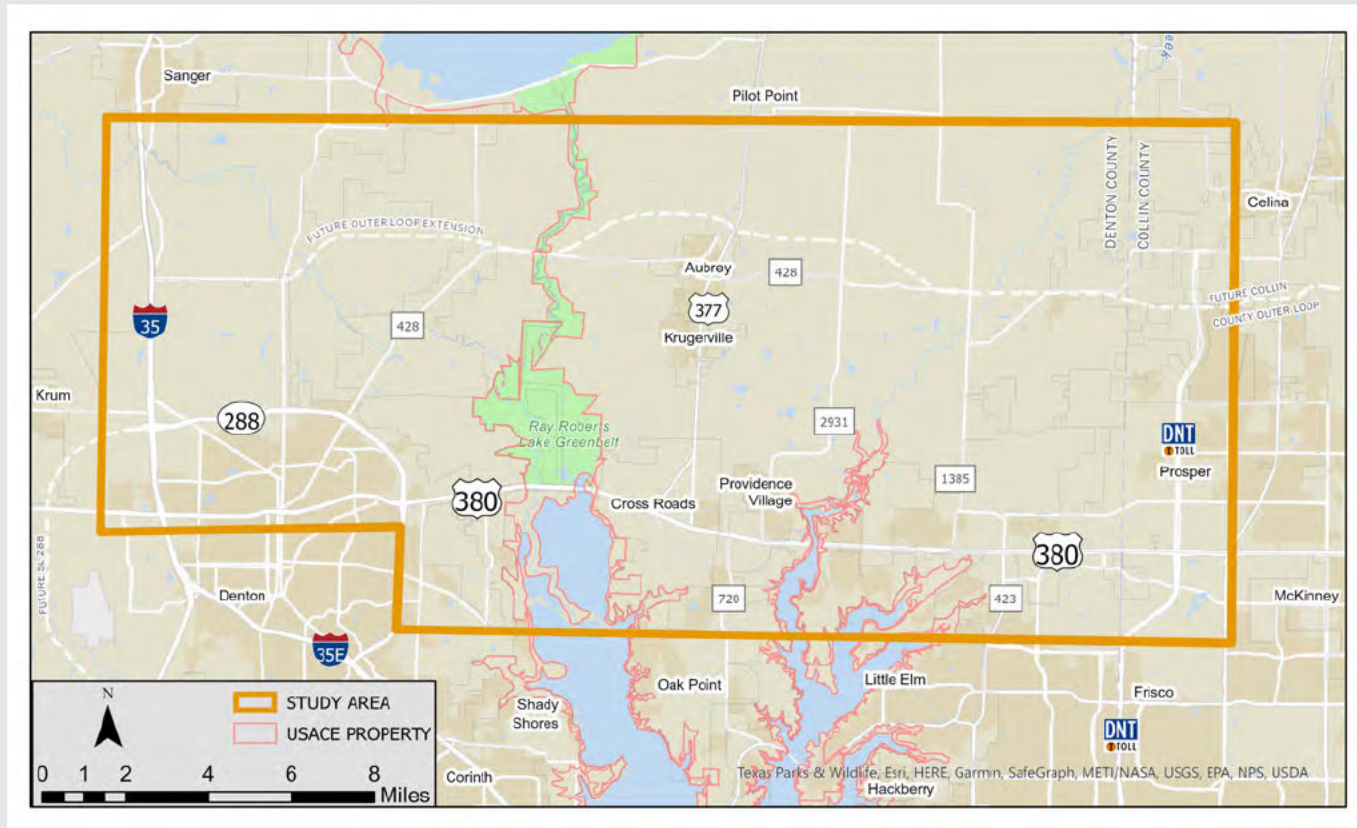 Sanger
eek
Pilot Point
DENTON COUNTY
COLLIN COUNTY
Celina
FUTURE OUTER LOOP EXTENSION
Aubrey
428
FUTURE COLLIN
COUNTY OUTER LOOP
377
35
428
Krugerville
Krum
288
Ray Roberts
Lake Greenbelt
2931
DNT
TOLL
Prosper
1385
Providence
Village
380
Cross Roads
380
FUTURE SL 288
Denton
720
423
McKinney
35E
Oak Point
Little Elm
Frisco
Shady
Shores
DNT
TOLL
N
STUDY AREA
USACE PROPERTY
Corinth
0 1 2 4 6 8
Miles
Texas Parks & Wildlife, Esri, HERE, Garmin, SafeGraph, METI/NASA, USGS, EPA, NPS, USDA
Hackberry